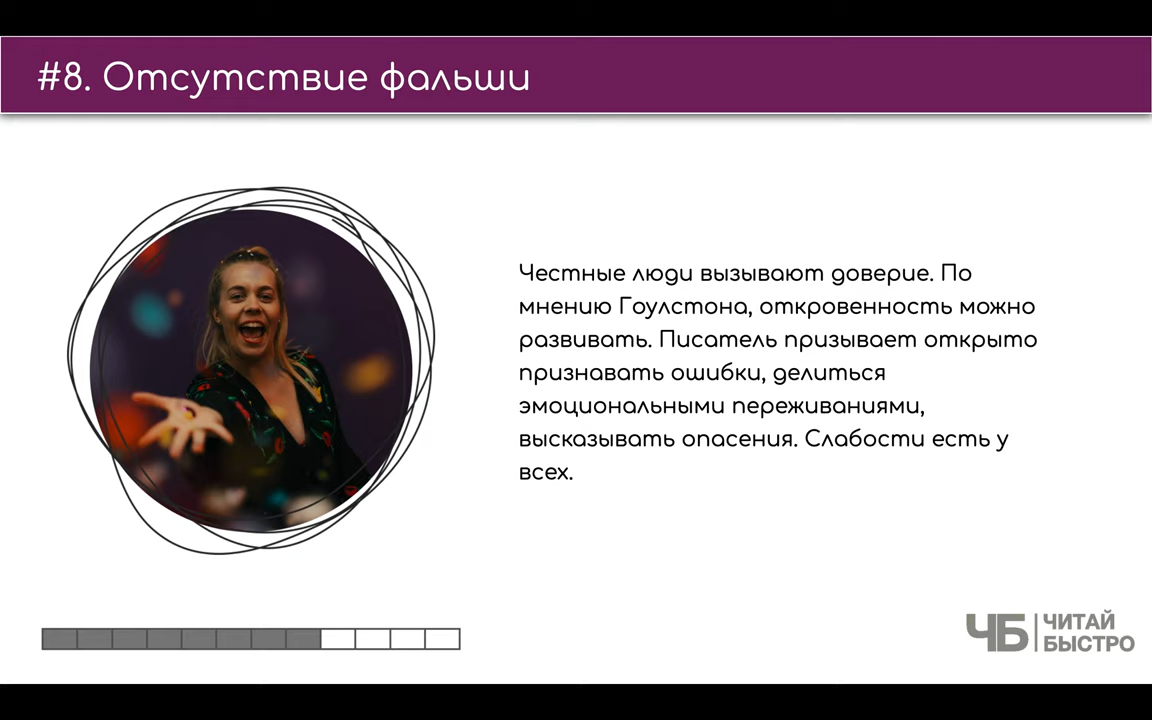 #8. Отсутствие фальши
Честные люди вызывают доверие. По
мнению Гоулстона, откровенность можно
развивать. Писатель призывает открыто
признавать ошибки, делиться
эмоциональными переживаниями,
высказывать опасения. Слабости есть у
всех.
ЧБ ЧИТАЙ
БЫСТРО